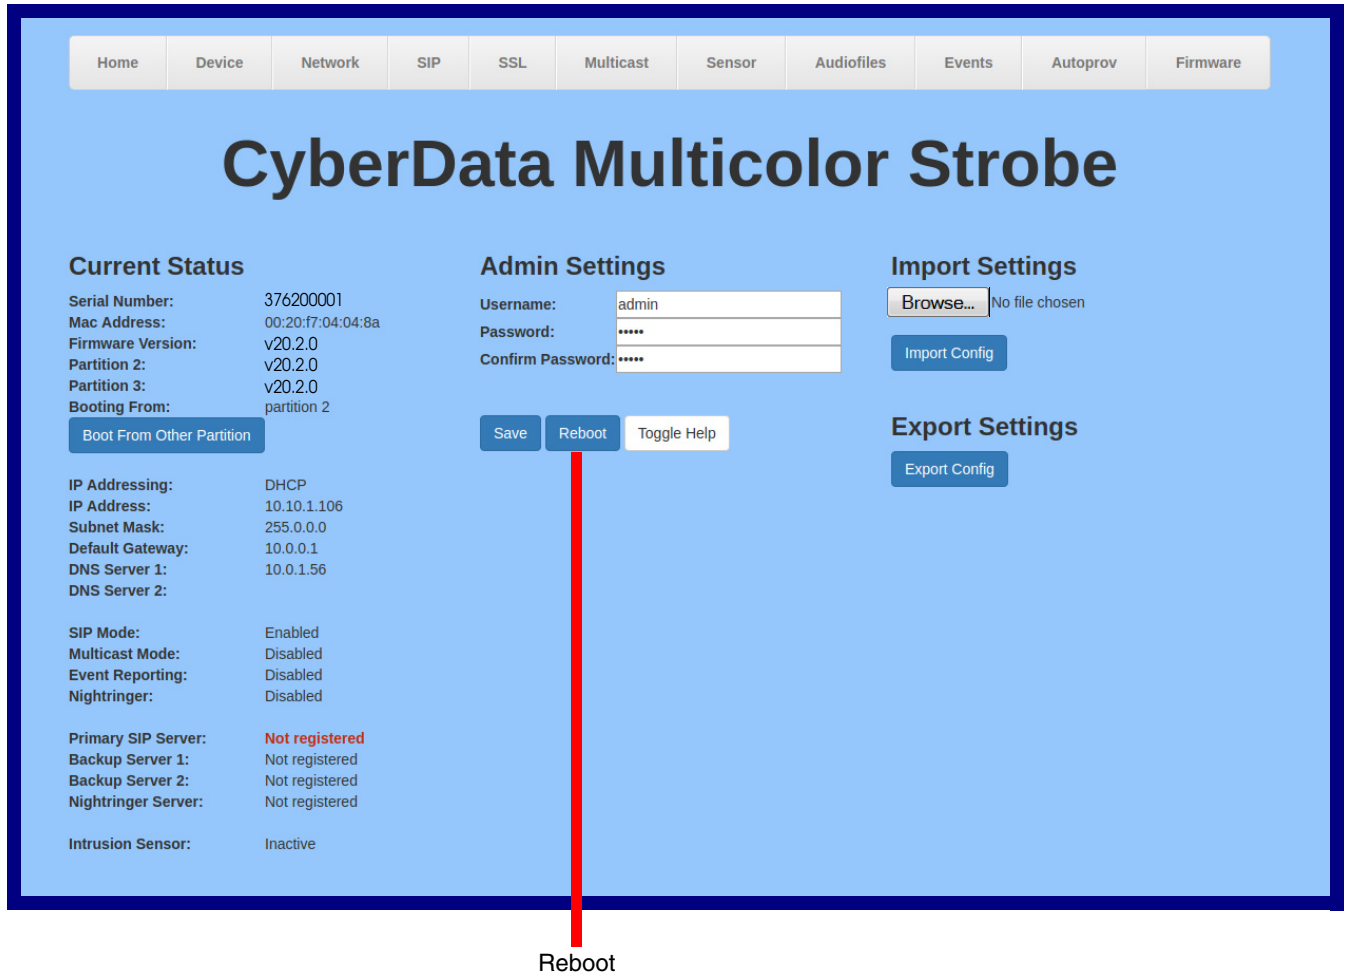 Home Device Network SIP SSL Multicast Sensor Audiofiles Events Autoprov Firmware
CyberData Multicolor Strobe
Current Status
Serial Number: 376200001
Mac Address: 00:20:f7:04:04:8a
Firmware Version: v20.2.0
Partition 2: v20.2.0
Partition 3: v20.2.0
Booting From: partition 2
Boot From Other Partition
IP Addressing: DHCP
IP Address: 10.10.1.106
Subnet Mask: 255.0.0.0
Default Gateway: 10.0.0.1
DNS Server 1: 10.0.1.56
DNS Server 2:
SIP Mode: Enabled
Multicast Mode: Disabled
Event Reporting: Disabled
Nightringer: Disabled
Primary SIP Server: Not registered
Backup Server 1: Not registered
Backup Server 2: Not registered
Nightringer Server: Not registered
Intrusion Sensor: Inactive
Admin Settings
Username: admin
Password: •••••
Confirm Password: •••••
Save Reboot Toggle Help
Import Settings
Browse... No file chosen
Import Config
Export Settings
Export Config
Reboot